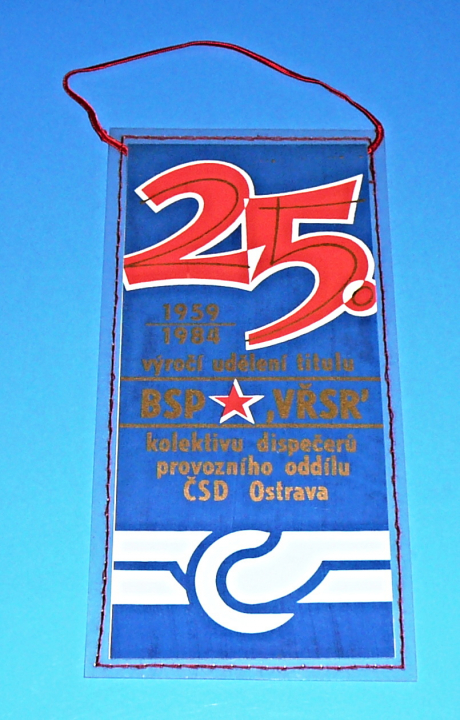 25.
1959
1984
výročí udělení titulu
BSP ‚VŘSR‘
kolektivu dispečerů
provozního oddílu
ČSD Ostrava